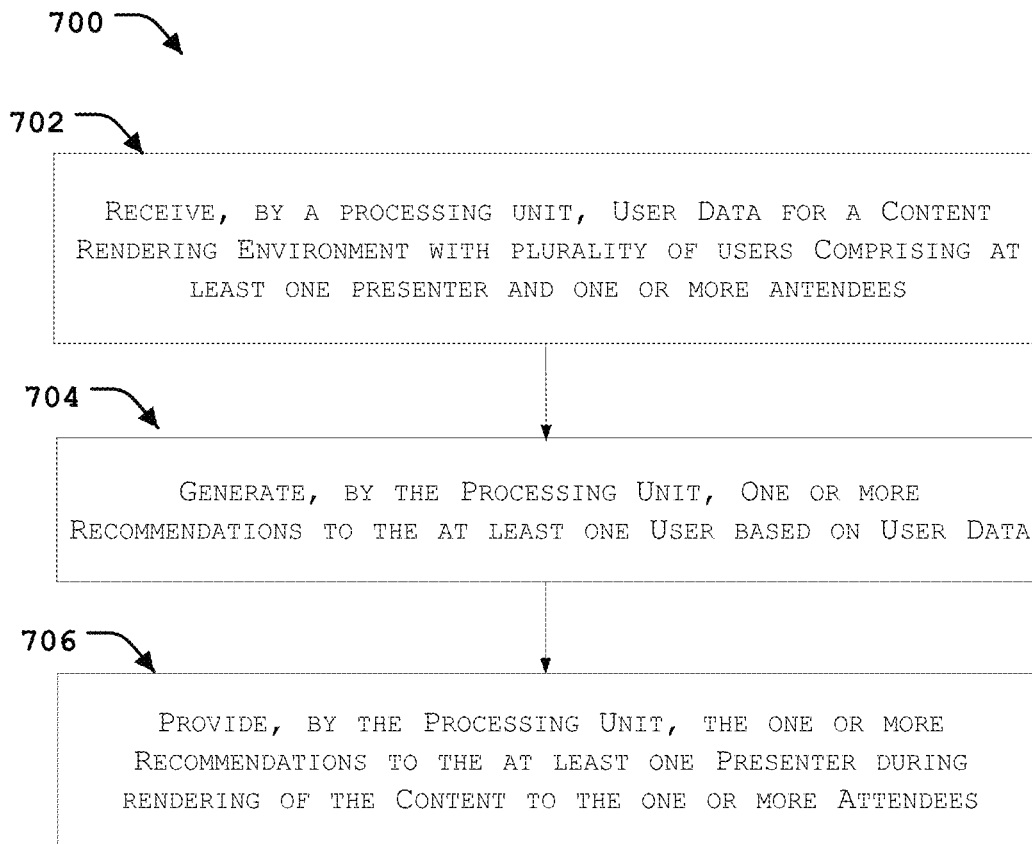 700
702
RECEIVE, BY A PROCESSING UNIT, USER DATA FOR A CONTENT
RENDERING ENVIRONMENT WITH PLURALITY OF USERS COMPRISING AT
LEAST ONE PRESENTER AND ONE OR MORE ANTENDEES
704
GENERATE, BY THE PROCESSING UNIT, ONE OR MORE
RECOMMENDATIONS TO THE AT LEAST ONE USER BASED ON USER DATA
706
PROVIDE, BY THE PROCESSING UNIT, THE ONE OR MORE
RECOMMENDATIONS TO THE AT LEAST ONE PRESENTER DURING
RENDERING OF THE CONTENT TO THE ONE OR MORE ATTENDEES